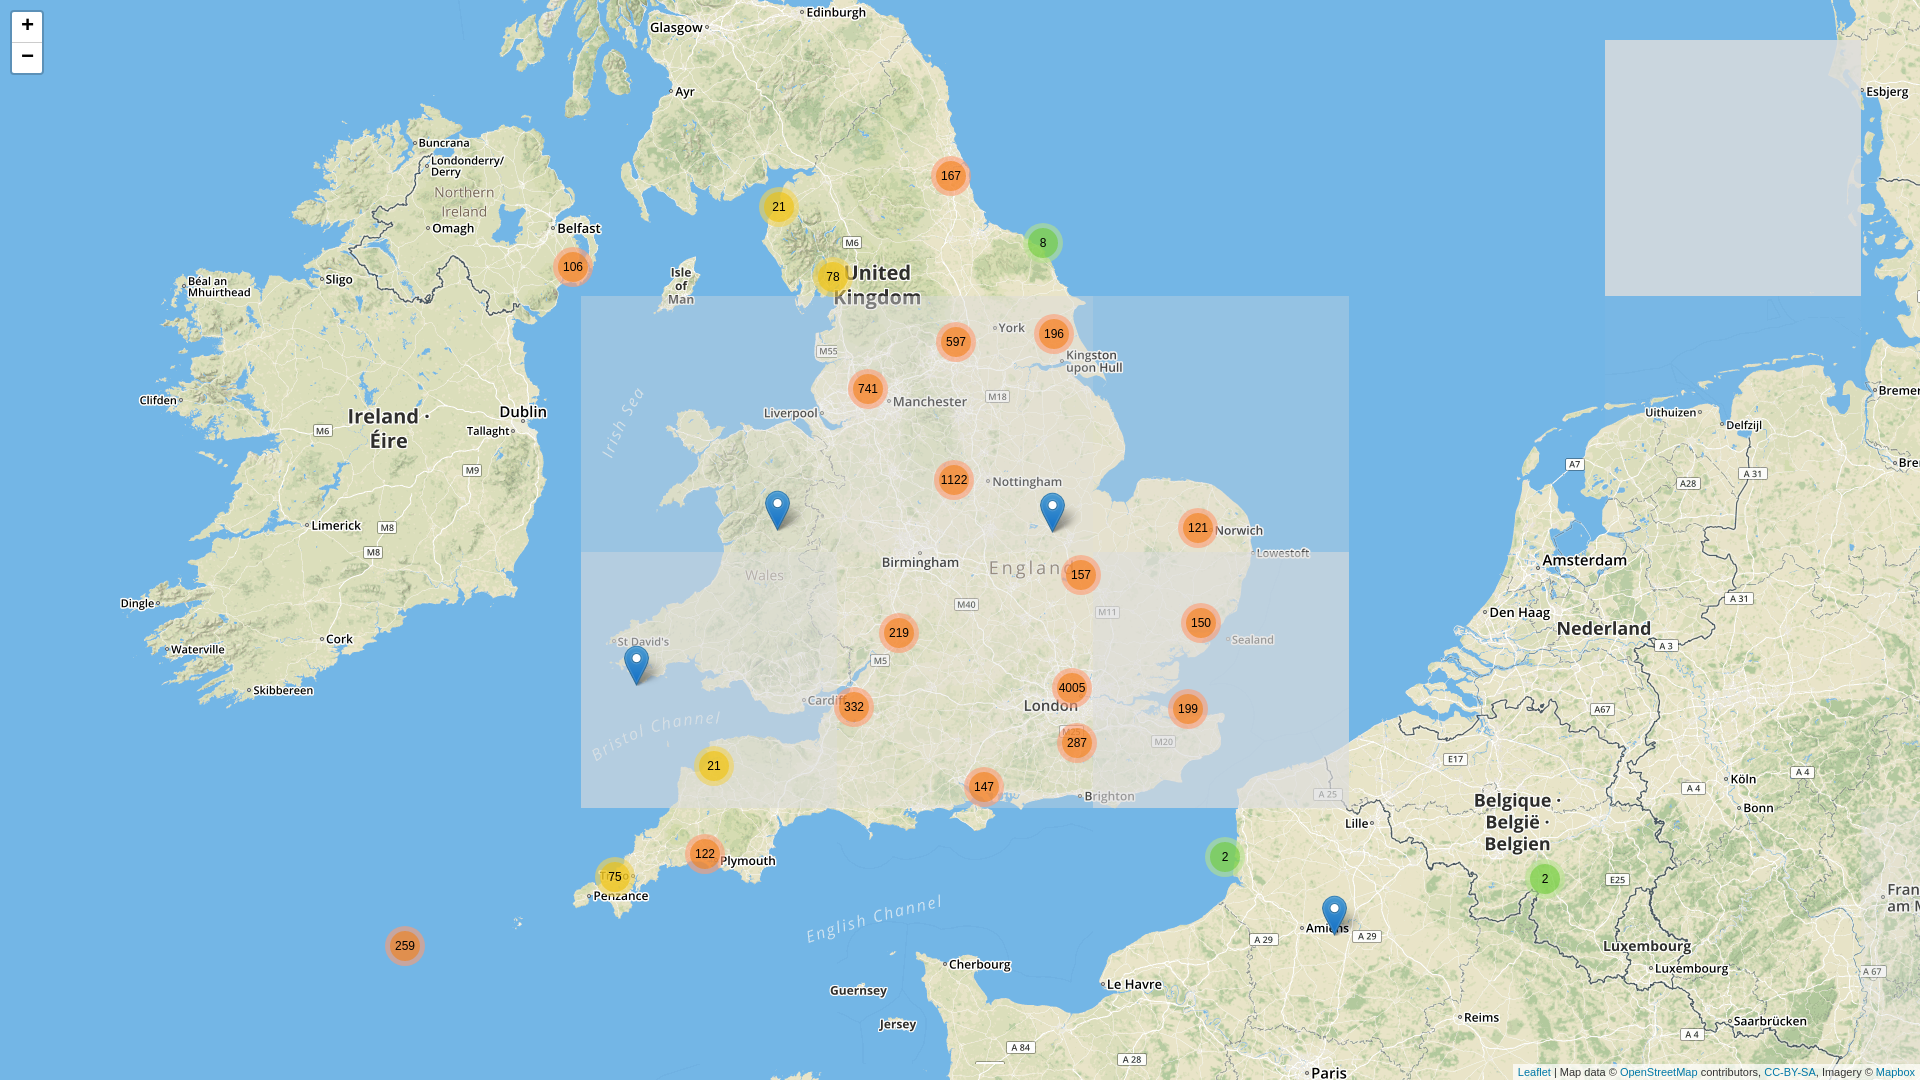 +
−
Glasgow
Edinburgh
Ayr
Esbjerg
Buncrana
Londonderry/
Derry
Northern
Ireland
Omagh
Belfast
167
21
8
M6
106
78
United
Kingdom
Isle
of
Man
Sligo
Béal an
Mhuirthead
York
196
597
M55
Kingston
upon Hull
741
Manchester
M18
Liverpool
Irish Sea
Clifden
Ireland ·
Éire
Dublin
Tallaght
M6
M9
Uithuizen
Delfzijl
Bremer
A7
A 31
A28
Bre
1122
Nottingham
Limerick
M8
M8
121
Norwich
Lowestoft
Birmingham
England
157
Wales
Amsterdam
Dingle
M40
M11
Den Haag
A 31
Nederland
Cork
Waterville
219
150
Sealand
St David's
M5
A 3
Skibbereen
4005
London
199
Cardiff
332
A67
Bristol Channel
287
M20
21
E17
Köln
A 4
147
Brighton
A 25
A 4
Bonn
Belgique ·
België ·
Belgien
Lille
122
Plymouth
75
Penzance
2
2
E25
Fran
am M
English Channel
Amiens
A 29
A 29
259
Luxembourg
Luxembourg
A 67
Cherbourg
Le Havre
Guernsey
Jersey
Reims
Saarbrücken
A 4
A 84
A 28
Paris
Leaflet | Map data © OpenStreetMap contributors, CC-BY-SA, Imagery © Mapbox